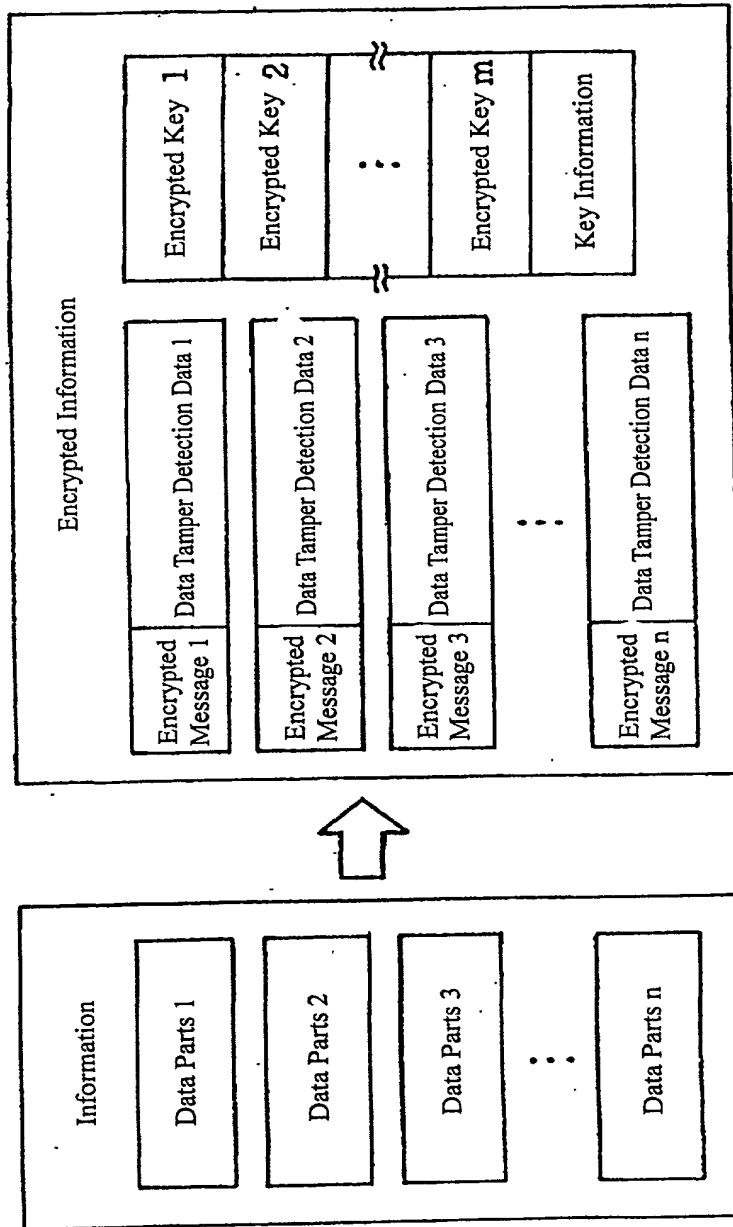 Information
Data Parts 1
Data Parts 2
Data Parts 3
Data Parts n
Encrypted Information
Encrypted
Message 1
Data Tamper Detection Data 1
Encrypted
Message 2
Data Tamper Detection Data 2
Encrypted
Message 3
Data Tamper Detection Data 3
Encrypted
Message n
Data Tamper Detection Data n
Encrypted Key 1
Encrypted Key 2
Encrypted Key m
Key Information